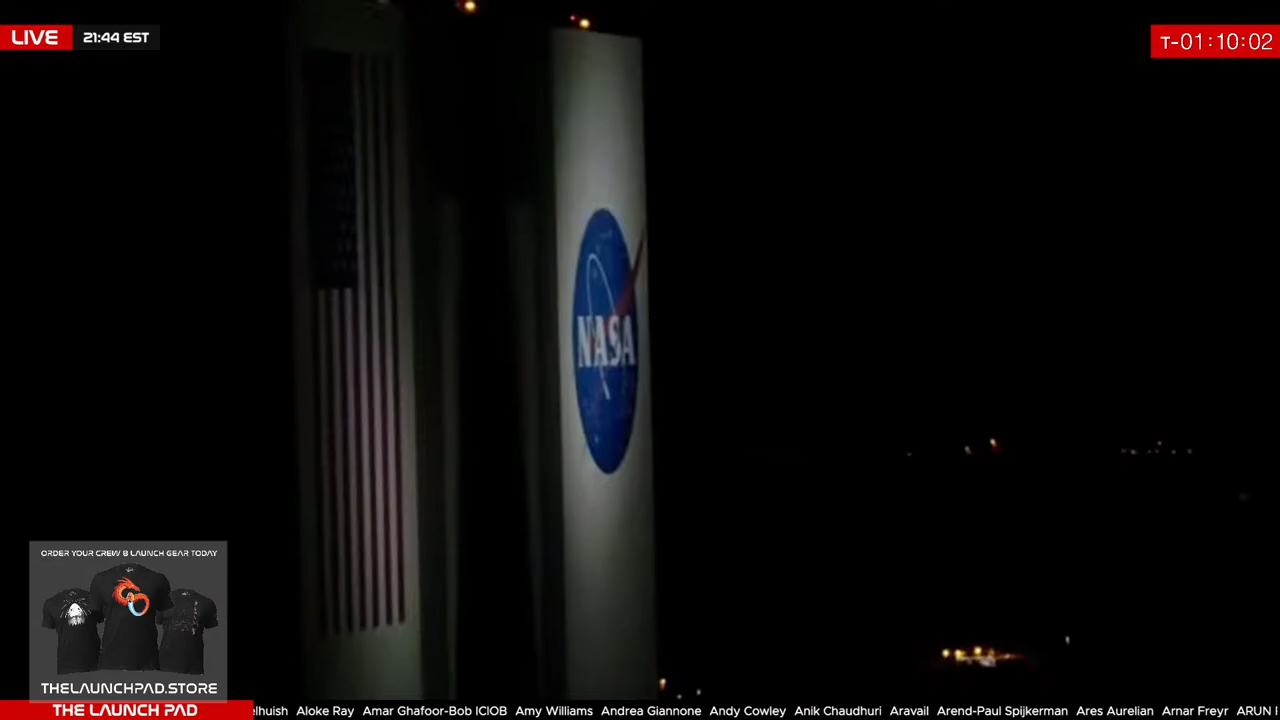 LIVE
21:44 EST
T-01:10:02
NASA
ORDER YOUR CREW 8 LAUNCH GEAR TODAY
THELAUNCHPAD.STORE
THE LAUNCH PAD
elhuish Aloke Ray Amar Ghafoor-Bob ICIOB Amy Williams Andrea Giannone Andy Cowley Anik Chaudhuri Aravail Arend-Paul Spijkerman Ares Aurelian Arnar Freyr ARUN